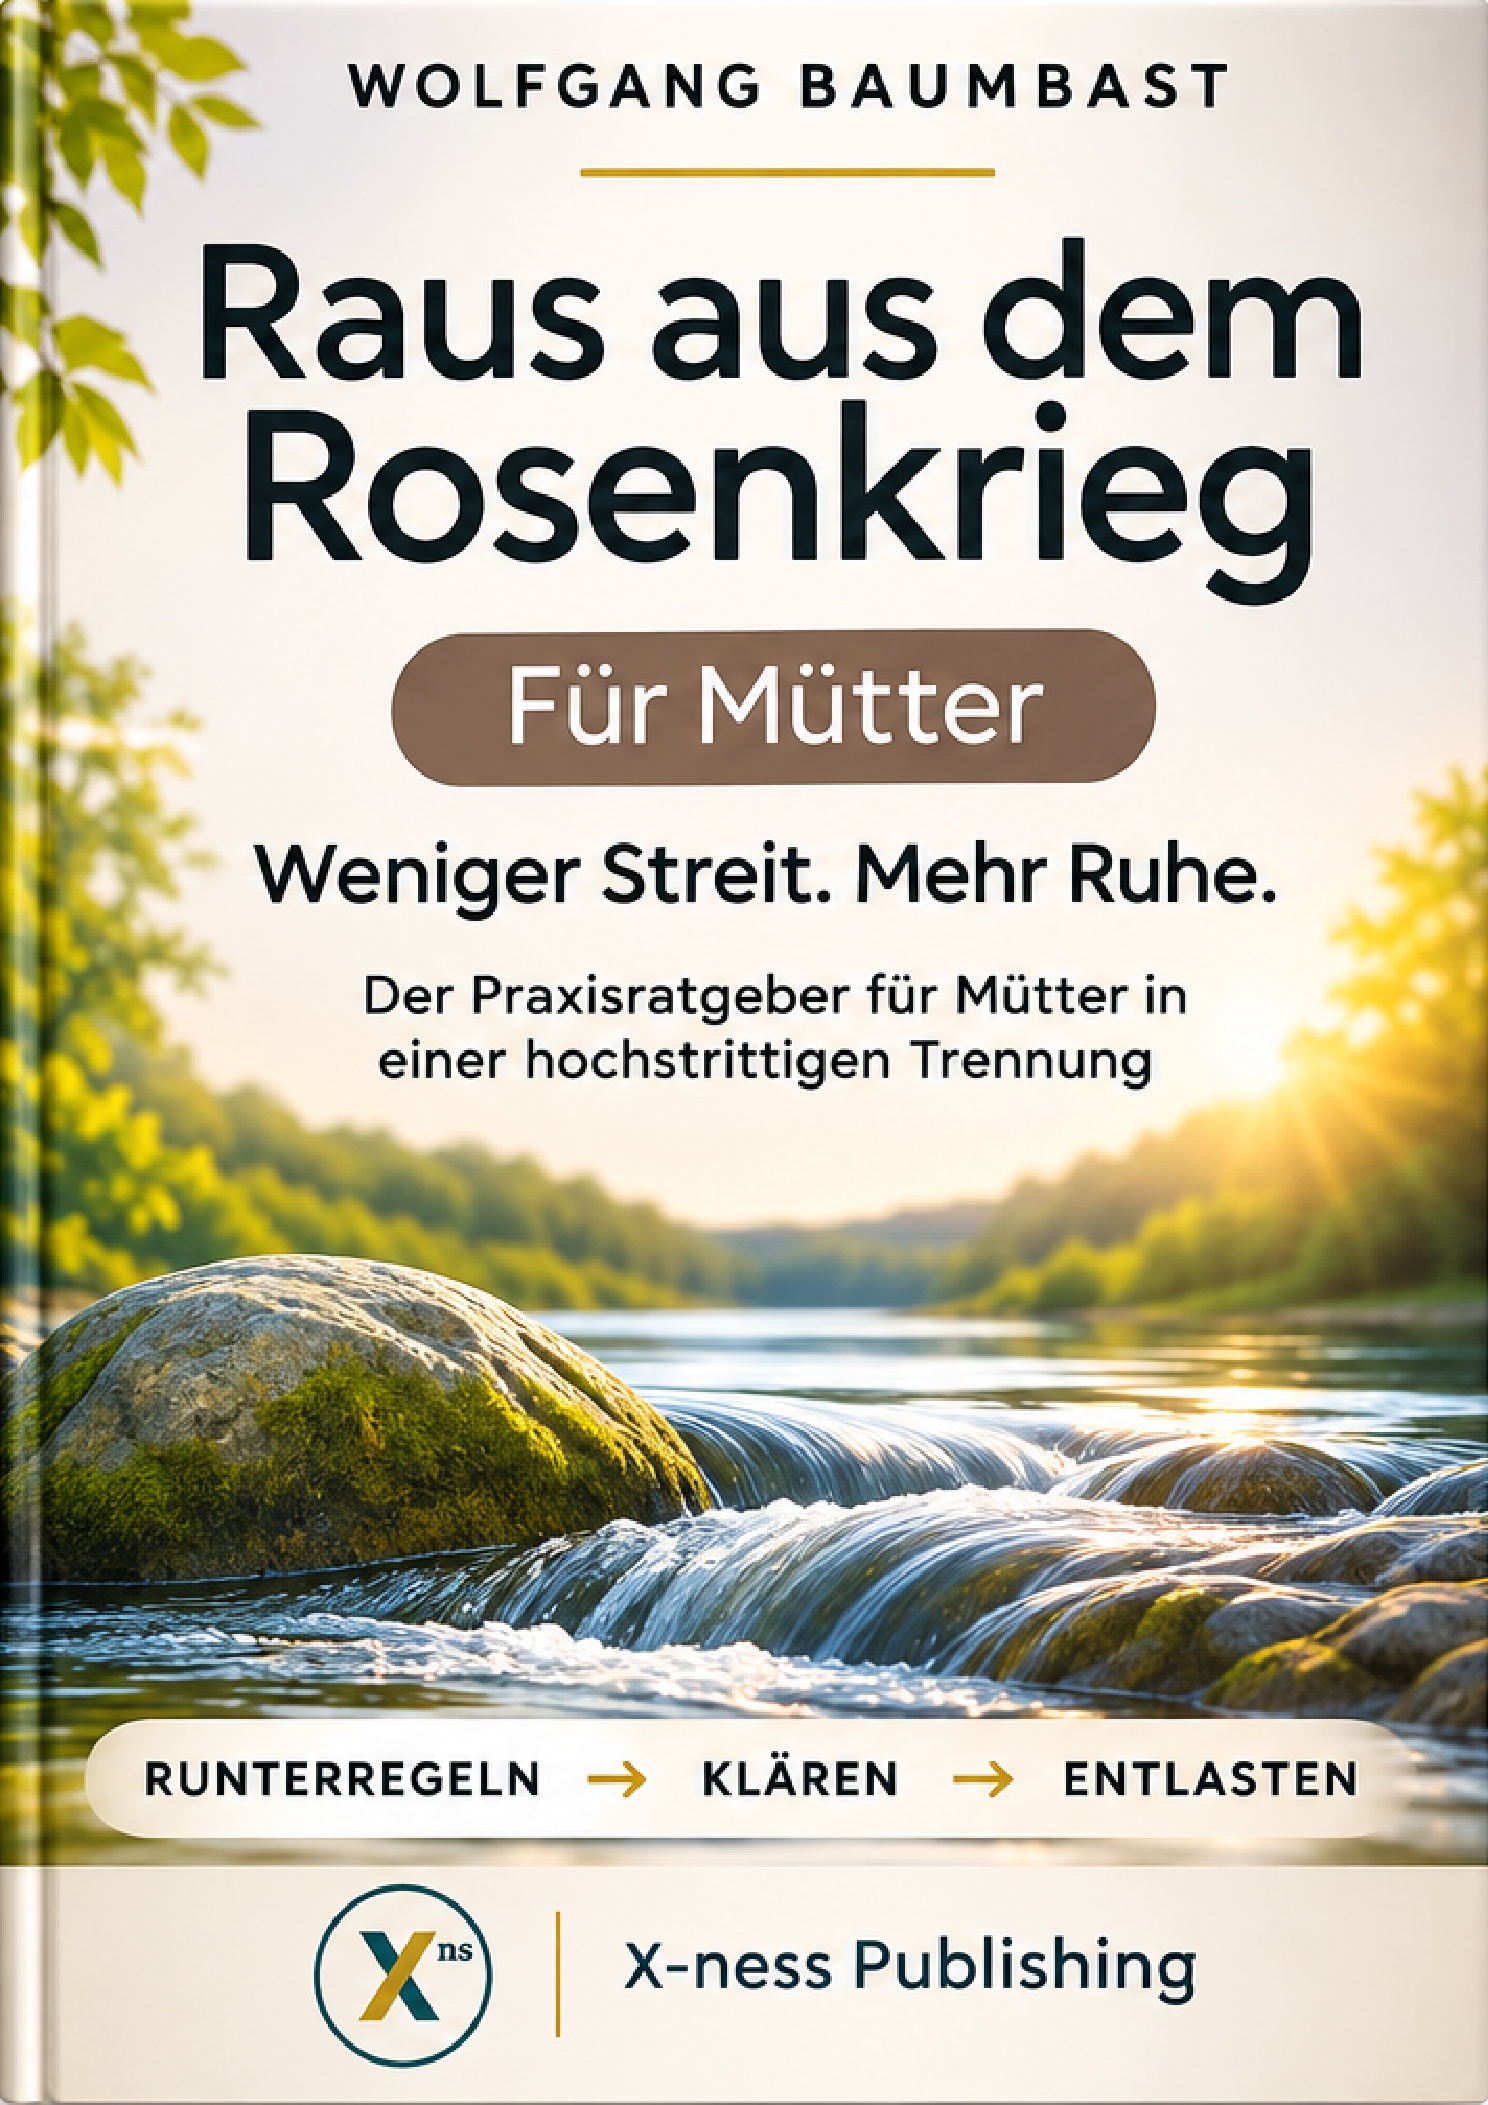 WOLFGANG BAUMBAST
Raus aus dem
Rosenkrieg
Für Mütter
Weniger Streit. Mehr Ruhe.
Der Praxisratgeber für Mütter in
einer hochstrittigen Trennung
RUNTERREGELN → KLÄREN → ENTLASTEN
X ns
X-ness Publishing